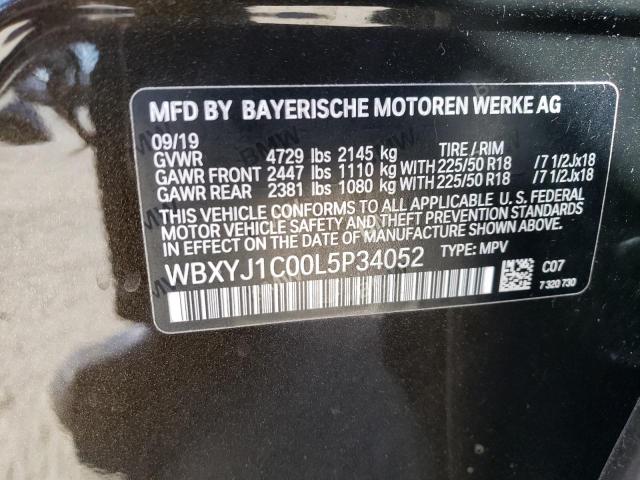 MFD BY BAYERISCHE MOTOREN WERKE AG
09/19
GVWR 4729 lbs 2145 kg TIRE / RIM
GAWR FRONT 2447 lbs 1110 kg WITH 225/50 R18 /7 1/2Jx18
GAWR REAR 2381 lbs 1080 kg WITH 225/50 R18 /7 1/2Jx18
THIS VEHICLE CONFORMS TO ALL APPLICABLE U.S. FEDERAL
MOTOR VEHICLE SAFETY AND THEFT PREVENTION STANDARDS
IN EFFECT ON THE DATE OF MANUFACTURE SHOWN ABOVE.
WBXYJ1C00L5P34052 TYPE: MPV
C07
7 320 730